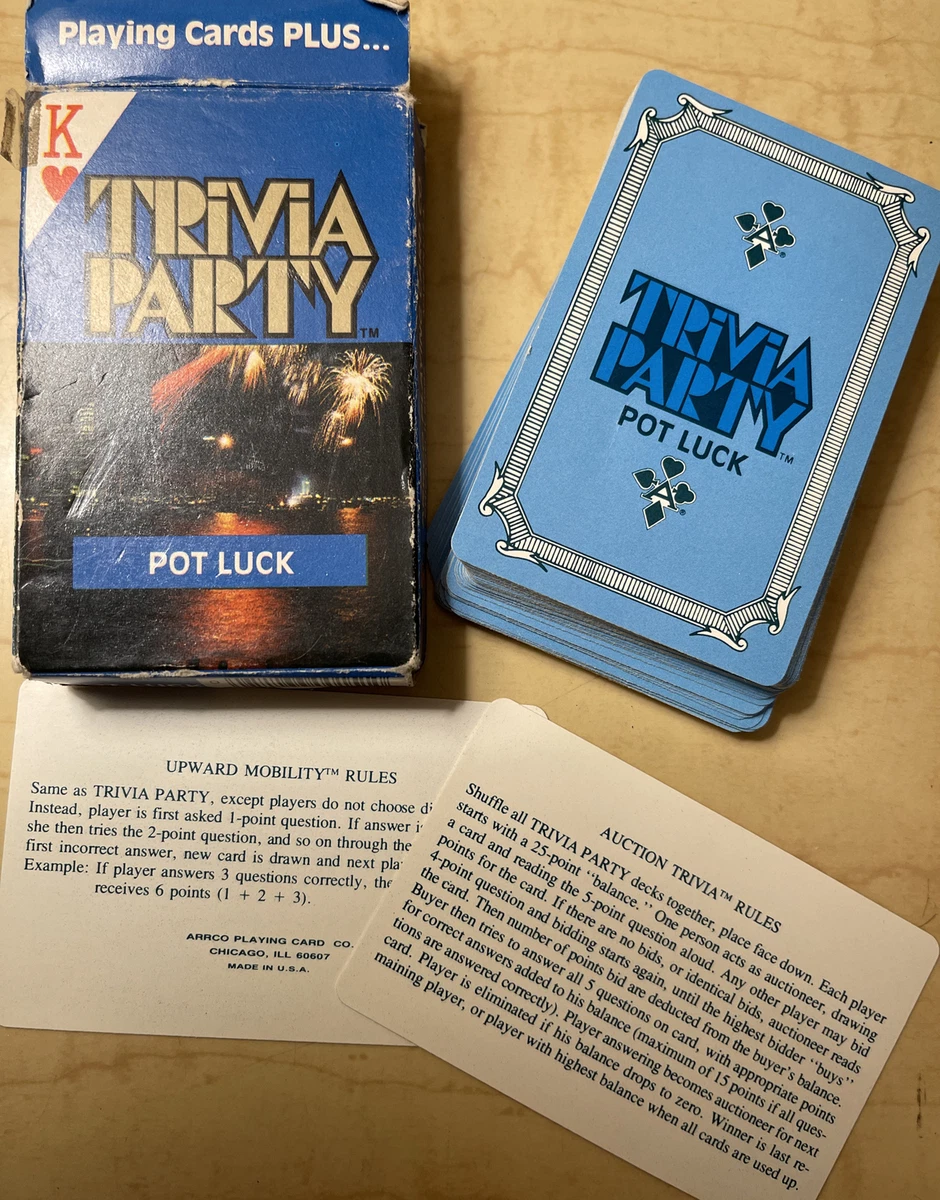 Playing Cards PLUS...
K
TRiViA
PARTY™
POT LUCK
TRiViA
PARTY™
POT LUCK
UPWARD MOBILITY™ RULES
Same as TRIVIA PARTY, except players do not choose
Instead, player is first asked 1-point question. If answer
she then tries the 2-point question, and so on through the
first incorrect answer, new card is drawn and next
Example: If player answers 3 questions correctly,
receives 6 points (1 + 2 + 3).
ARRCO PLAYING CARD CO.
CHICAGO, ILL 60607
MADE IN U.S.A.
AUCTION TRIVIA™ RULES
Shuffle all TRIVIA PARTY decks together, place face down. Each player
starts with a 25-point “balance.” One person acts as auctioneer, drawing
a card and reading the 5-point question aloud. Any other player may bid
points for the card. If there are no bids, or identical bids, auctioneer reads
4-point question and bidding starts again, until the highest bidder “buys”
the card. Then number of points bid are deducted from the buyer's balance.
Buyer then tries to answer all 5 questions on card, with appropriate points
for correct answers added to his balance (maximum of 15 points if all ques-
tions are answered correctly). Player answering becomes auctioneer for next
card. Player is eliminated if his balance drops to zero. Winner is last re-
maining player, or player with highest balance when all cards are used up.